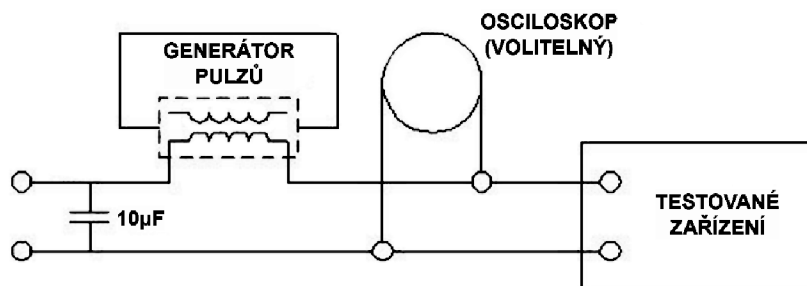 GENERÁTOR
PULZŮ
OSCILOSKOP
(VOLITELNÝ)
10µF
TESTOVANÉ
ZAŘÍZENÍ